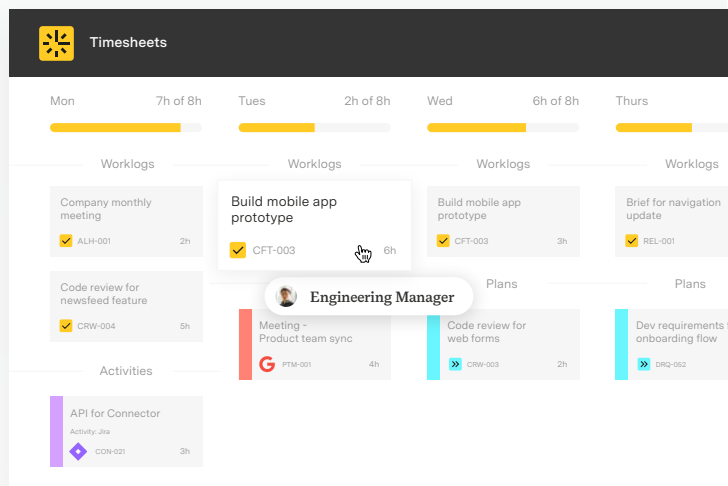 Timesheets
Mon 7h of 8h
Tues 2h of 8h
Wed 6h of 8h
Thurs
Worklogs
Worklogs
Worklogs
Worklogs
Company monthly
meeting
ALH-001 2h
Build mobile app
prototype
CFT-003 6h
Build mobile app
prototype
CFT-003 3h
Brief for navigation
update
REL-001
Code review for
newsfeed feature
CRW-004 5h
Engineering Manager
Plans
Plans
Meeting -
Product team sync
PTM-001 4h
Code review for
web forms
CRW-003 2h
Dev requirements
onboarding flow
DRQ-052
Activities
API for Connector
Activity: Jira
CON-021 3h